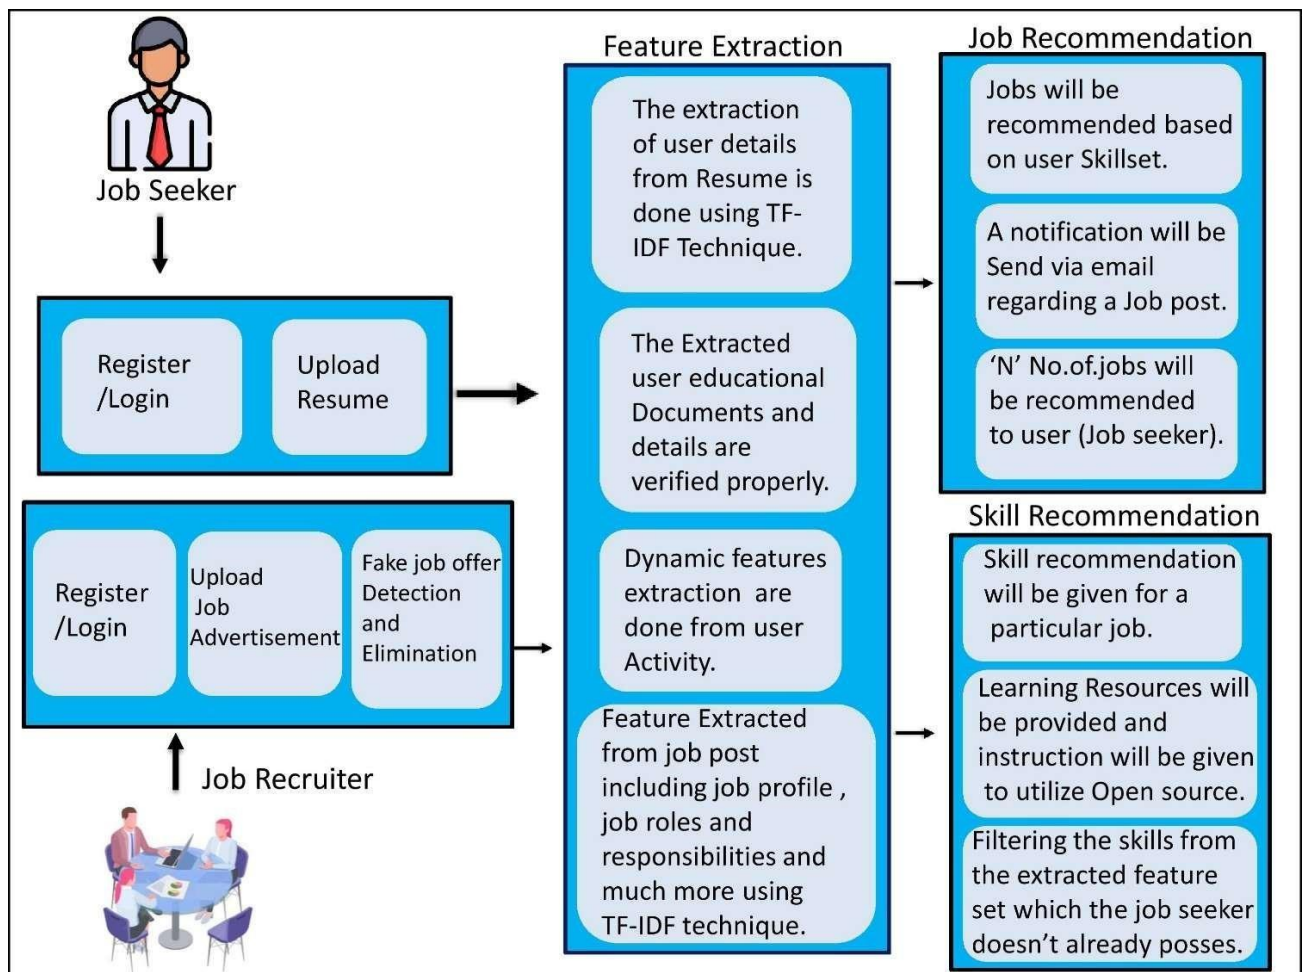 Job Seeker
Register
/Login
Upload
Resume
Register
/Login
Upload
Job
Advertisement
Fake job offer
Detection
and
Elimination
Job Recruiter
Feature Extraction
The extraction
of user details
from Resume is
done using TF-
IDF Technique.
The Extracted
user educational
Documents and
details are
verified properly.
Dynamic features
extraction are
done from user
Activity.
Feature Extracted
from job post
including job profile ,
job roles and
responsibilities and
much more using
TF-IDF technique.
Job Recommendation
Jobs will be
recommended based
on user Skillset.
A notification will be
Send via email
regarding a Job post.
‘N’ No.of.jobs will
be recommended
to user (Job seeker).
Skill Recommendation
Skill recommendation
will be given for a
particular job.
Learning Resources will
be provided and
instruction will be given
to utilize Open source.
Filtering the skills from
the extracted feature
set which the job seeker
doesn’t already posses.